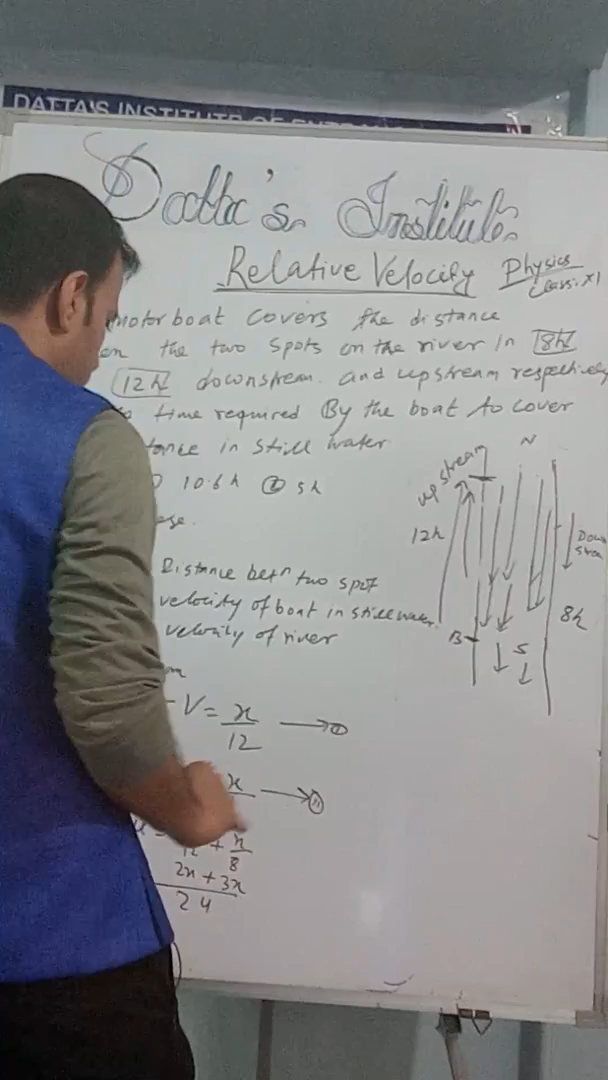 DATTA'S INSTITUTE OF
Datta's Institute
Relative Velocity Physics
Class: XI
Motor boat covers the distance
the two spots on the river in 8h
12h downstream and upstream respectively
time required By the boat to cover
tance in still water
10.6h ② 5h
Distance betn two spot
velocity of boat in still water
velocity of river
upstream
N
12h
Down
stream
8h
B
S
- V = x/12 → ①
x → ②
12 + x/8
2x + 3x
24